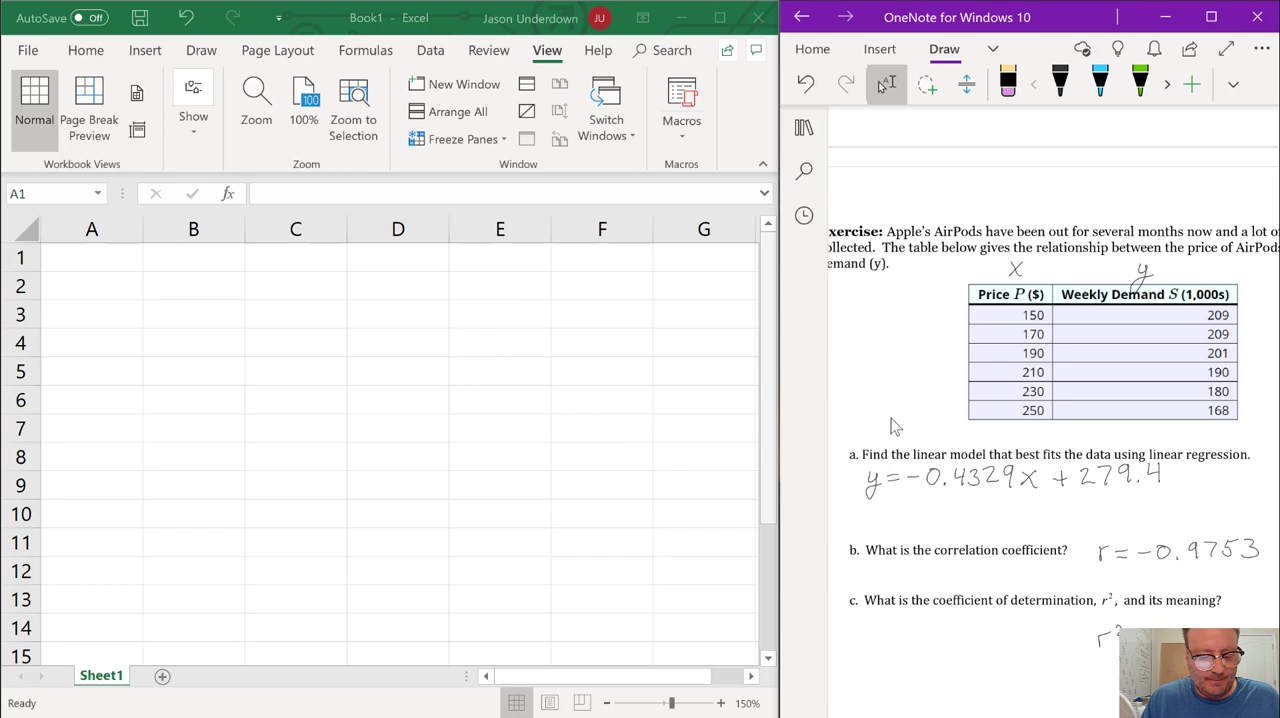 AutoSave Off Book1 - Excel Jason Underdown JU
File Home Insert Draw Page Layout Formulas Data Review View Help Search
Normal Page Break Preview Show Zoom 100% Zoom to Selection New Window Arrange All Freeze Panes Switch Windows Macros
Workbook Views Zoom Window Macros
A1 fx
A B C D E F G
1
2
3
4
5
6
7
8
9
10
11
12
13
14
15
Sheet1
Ready 150%
OneNote for Windows 10
Home Insert Draw
xercise: Apple's AirPods have been out for several months now and a lot o
ollected. The table below gives the relationship between the price of AirPods
emand (y).
x y
Price P ($) Weekly Demand S (1,000s)
150 209
170 209
190 201
210 190
230 180
250 168
a. Find the linear model that best fits the data using linear regression.
y = -0.4329x + 279.4
b. What is the correlation coefficient? r = -0.9753
c. What is the coefficient of determination, r², and its meaning?
r²